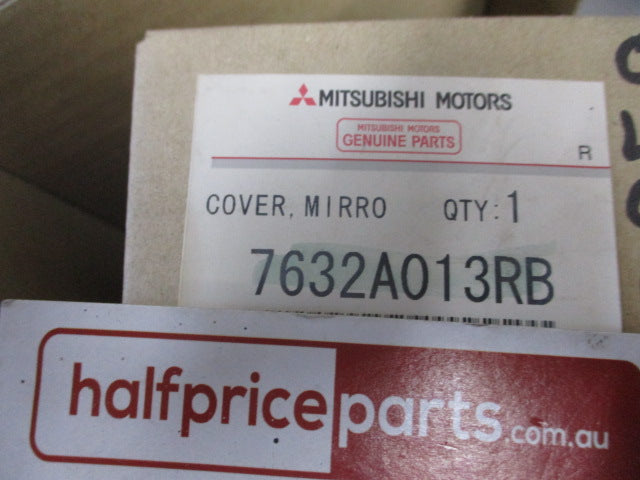 MITSUBISHI MOTORS
MITSUBISHI MOTORS
GENUINE PARTS
R
COVER, MIRRO QTY: 1
7632A013RB
halfpriceparts.com.au